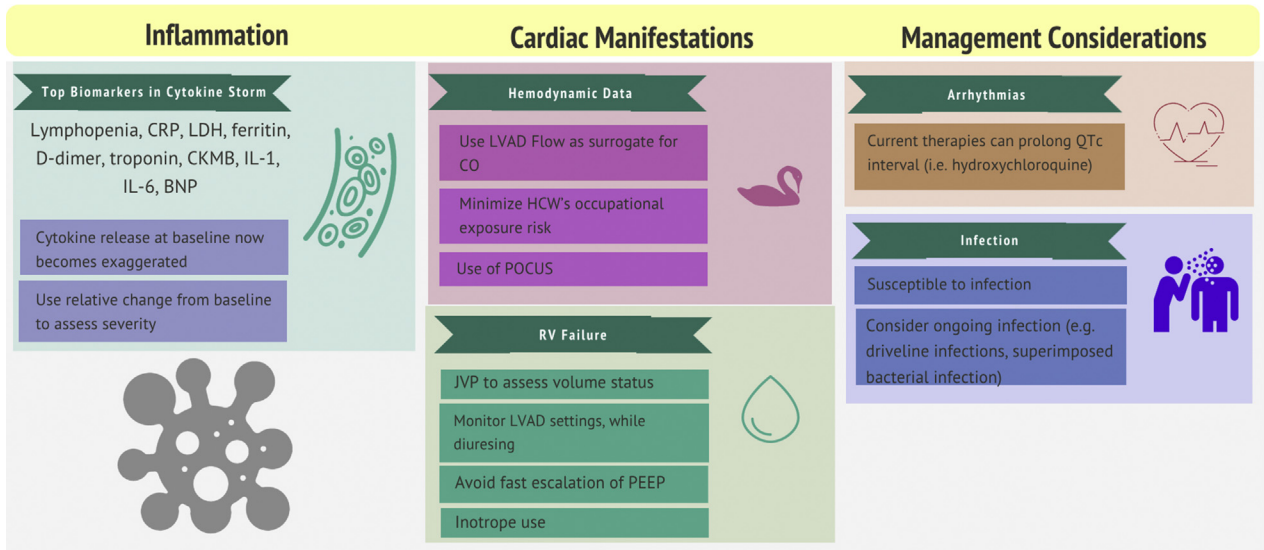 Inflammation
Cardiac Manifestations
Management Considerations
Top Biomarkers in Cytokine Storm
Lymphopenia, CRP, LDH, ferritin,
D-dimer, troponin, CKMB, IL-1,
IL-6, BNP
Cytokine release at baseline now
becomes exaggerated
Use relative change from baseline
to assess severity
Hemodynamic Data
Use LVAD Flow as surrogate for
CO
Minimize HCW's occupational
exposure risk
Use of POCUS
RV Failure
JVP to assess volume status
Monitor LVAD settings, while
diuresing
Avoid fast escalation of PEEP
Inotrope use
Arrhythmias
Current therapies can prolong QTc
interval (i.e. hydroxychloroquine)
Infection
Susceptible to infection
Consider ongoing infection (e.g.
driveline infections, superimposed
bacterial infection)